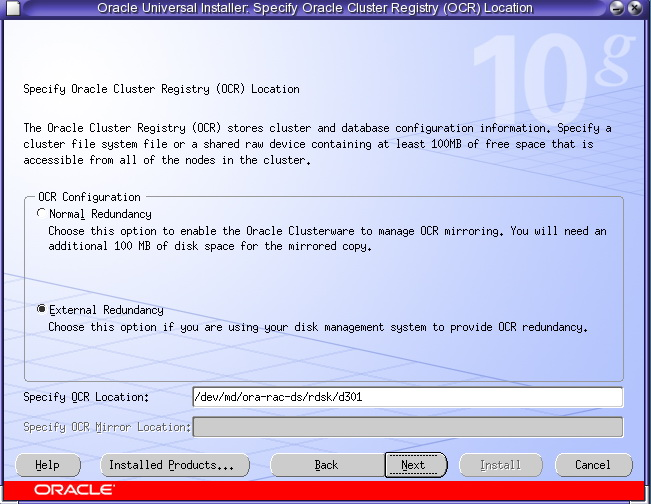 Oracle Universal Installer: Specify Oracle Cluster Registry (OCR) Location
10g
Specify Oracle Cluster Registry (OCR) Location
The Oracle Cluster Registry (OCR) stores cluster and database configuration information. Specify a
cluster file system file or a shared raw device containing at least 100MB of free space that is
accessible from all of the nodes in the cluster.
OCR Configuration
Normal Redundancy
Choose this option to enable the Oracle Clusterware to manage OCR mirroring. You will need an
additional 100 MB of disk space for the mirrored copy.
External Redundancy
Choose this option if you are using your disk management system to provide OCR redundancy.
Specify OCR Location: /dev/md/ora-rac-ds/rdsk/d301
Specify OCR Mirror Location:
Help Installed Products... Back Next Install Cancel
ORACLE